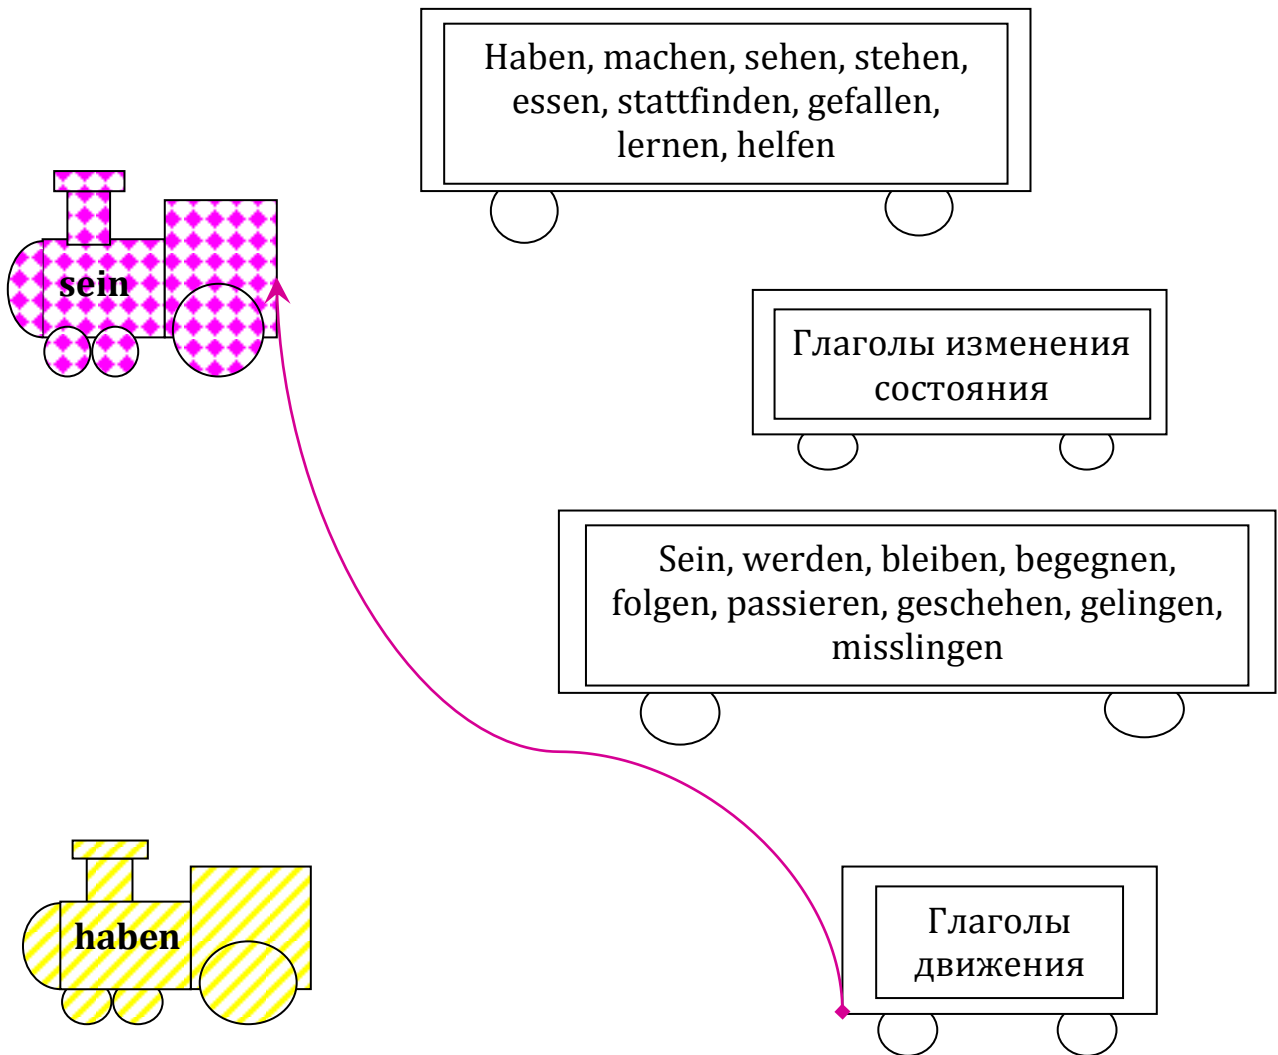 Haben, machen, sehen, stehen,
essen, stattfinden, gefallen,
lernen, helfen
sein
Глаголы изменения
состояния
Sein, werden, bleiben, begegnen,
folgen, passieren, geschehen, gelingen,
misslingen
haben
Глаголы
движения